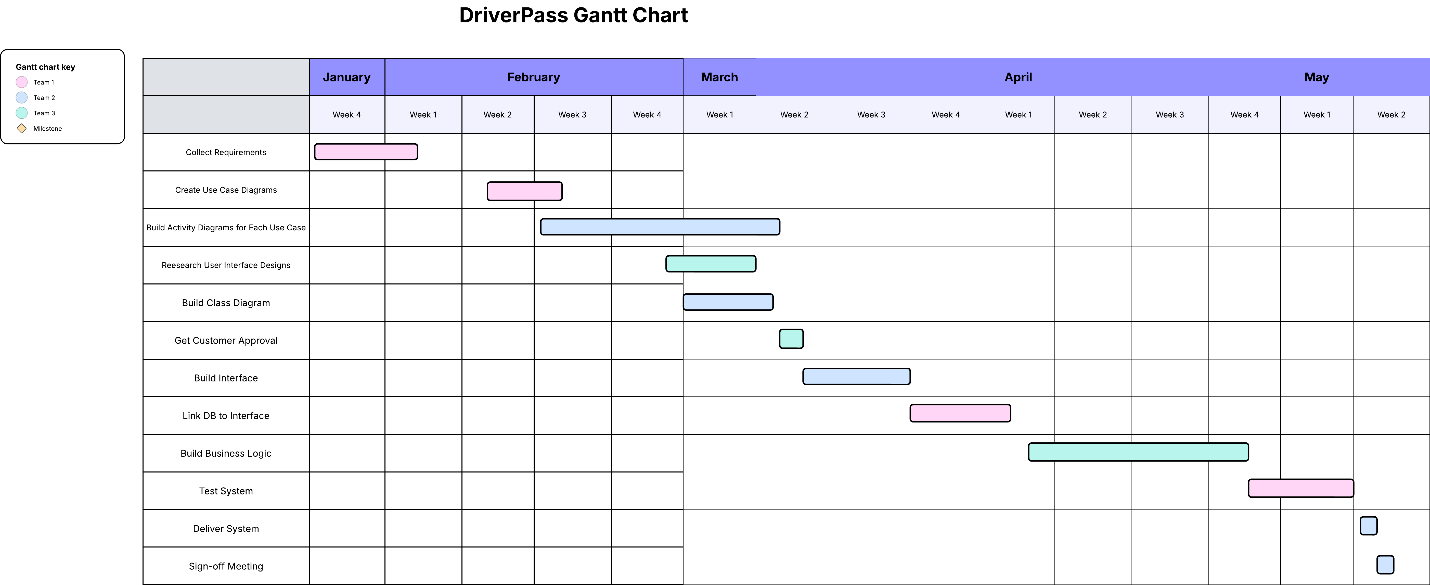 DriverPass Gantt Chart
Gantt chart key
Team 1
Team 2
Team 3
Milestone
January February March April May
Week 4 Week 1 Week 2 Week 3 Week 4 Week 1 Week 2 Week 3 Week 4 Week 1 Week 2 Week 3 Week 4 Week 1 Week 2
Collect Requirements
Create Use Case Diagrams
Build Activity Diagrams for Each Use Case
Reesearch User Interface Designs
Build Class Diagram
Get Customer Approval
Build Interface
Link DB to Interface
Build Business Logic
Test System
Deliver System
Sign-off Meeting